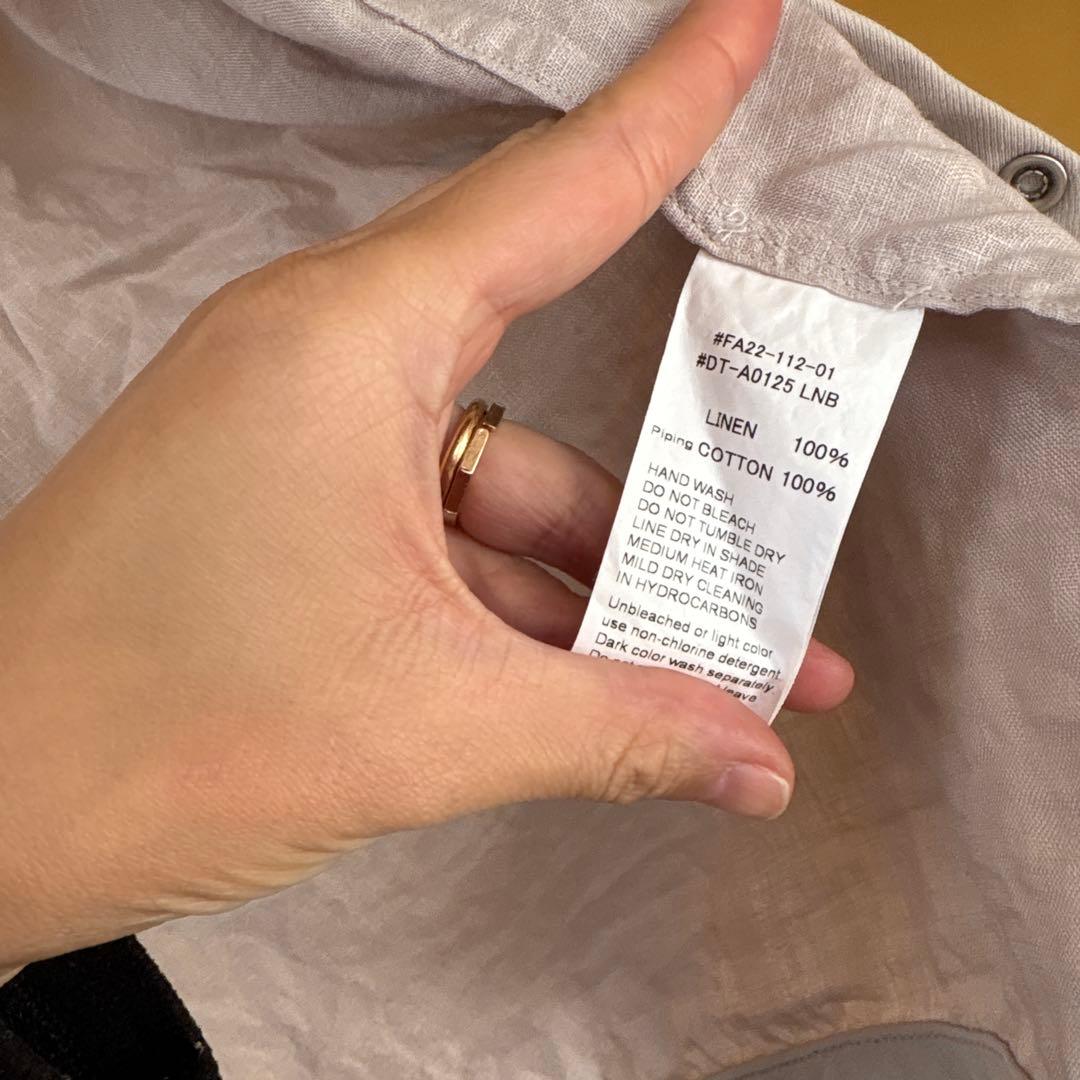 #FA22-112-01
#DT-A0125 LNB
LINEN 100%
Piping COTTON 100%
HAND WASH
DO NOT BLEACH
DO NOT TUMBLE DRY
LINE DRY IN SHADE
MEDIUM HEAT IRON
MILD DRY CLEANING
IN HYDROCARBONS
Unbleached or light color
use non-chlorine detergent.
Dark color wash separately.
leave